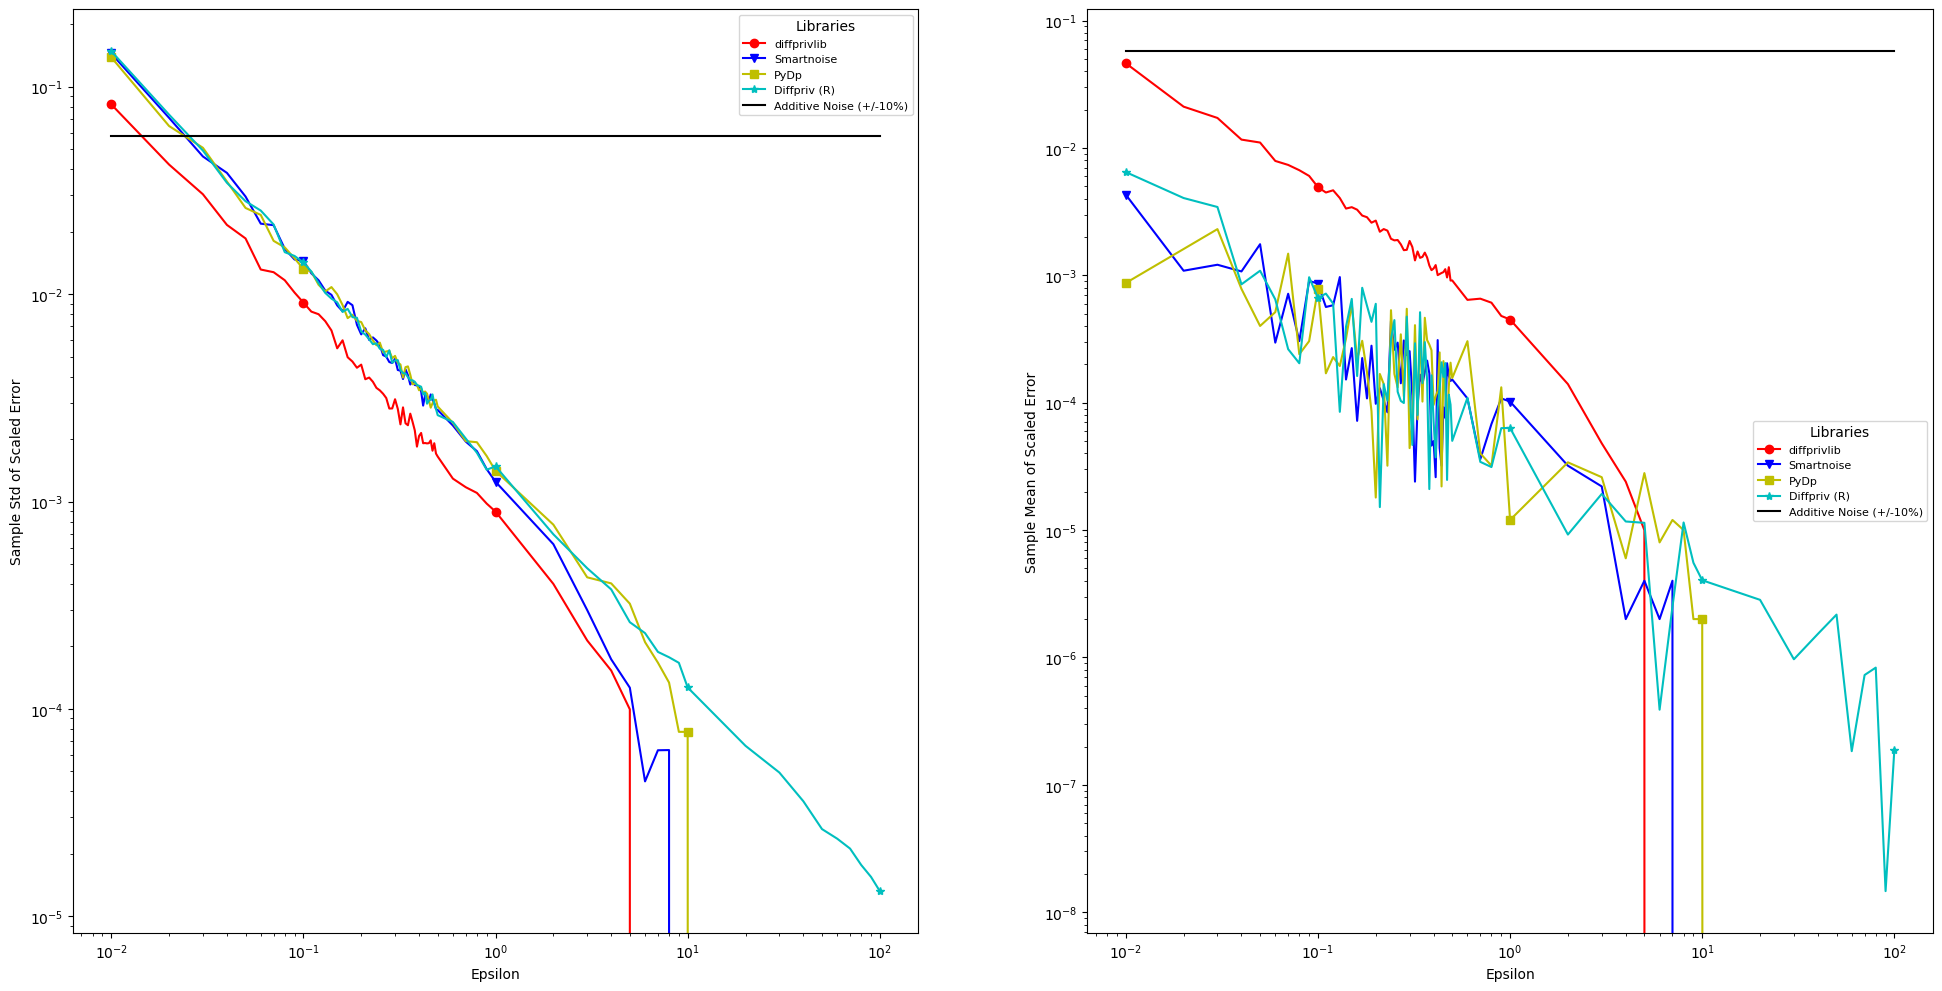 Sample Std of Scaled Error
10⁻¹
10⁻²
10⁻³
10⁻⁴
10⁻⁵
Libraries
diffprivlib
Smartnoise
PyDp
Diffpriv (R)
Additive Noise (+/-10%)
10⁻² 10⁻¹ 10⁰ 10¹ 10²
Epsilon
Sample Mean of Scaled Error
10⁻¹
10⁻²
10⁻³
10⁻⁴
10⁻⁵
10⁻⁶
10⁻⁷
10⁻⁸
Libraries
diffprivlib
Smartnoise
PyDp
Diffpriv (R)
Additive Noise (+/-10%)
10⁻² 10⁻¹ 10⁰ 10¹ 10²
Epsilon